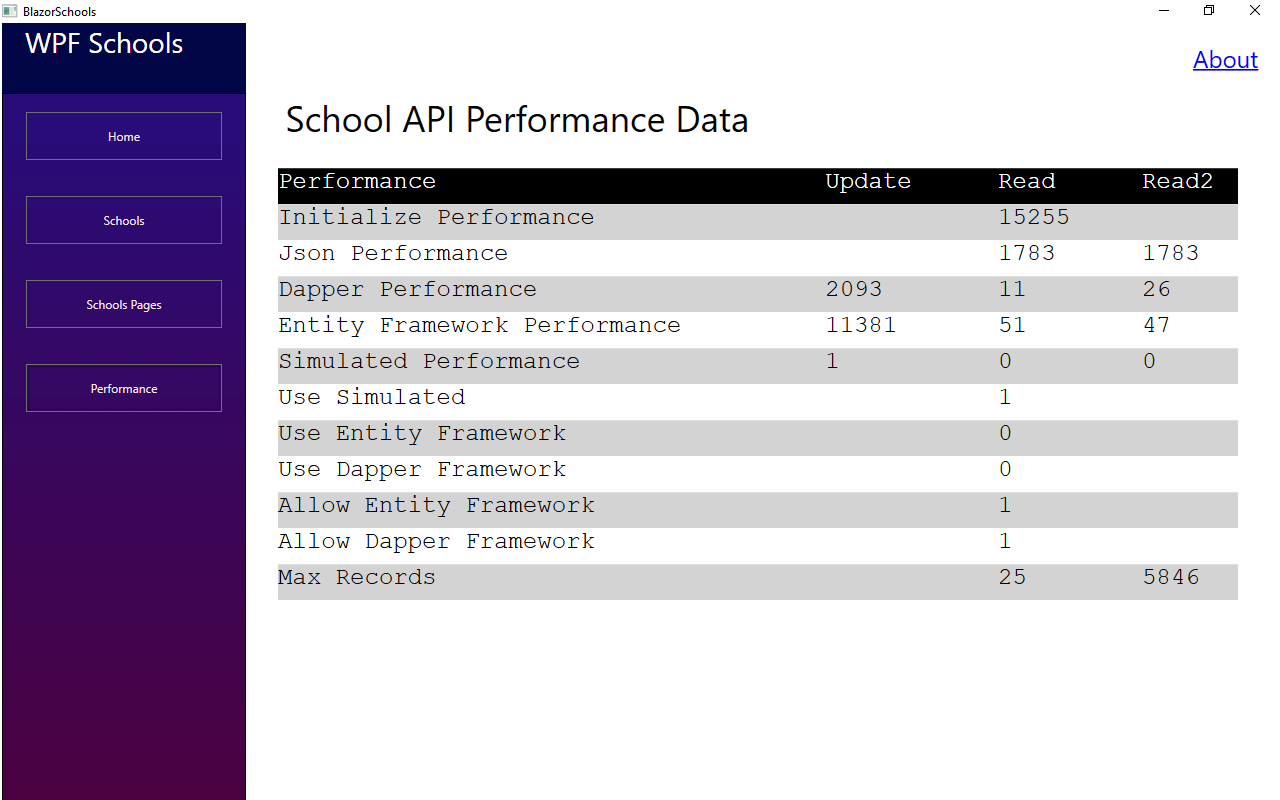 BlazorSchools
WPF Schools
About
Home
Schools
Schools Pages
Performance
School API Performance Data
Performance Update Read Read2
Initialize Performance 15255
Json Performance 1783 1783
Dapper Performance 2093 11 26
Entity Framework Performance 11381 51 47
Simulated Performance 1 0 0
Use Simulated 1
Use Entity Framework 0
Use Dapper Framework 0
Allow Entity Framework 1
Allow Dapper Framework 1
Max Records 25 5846